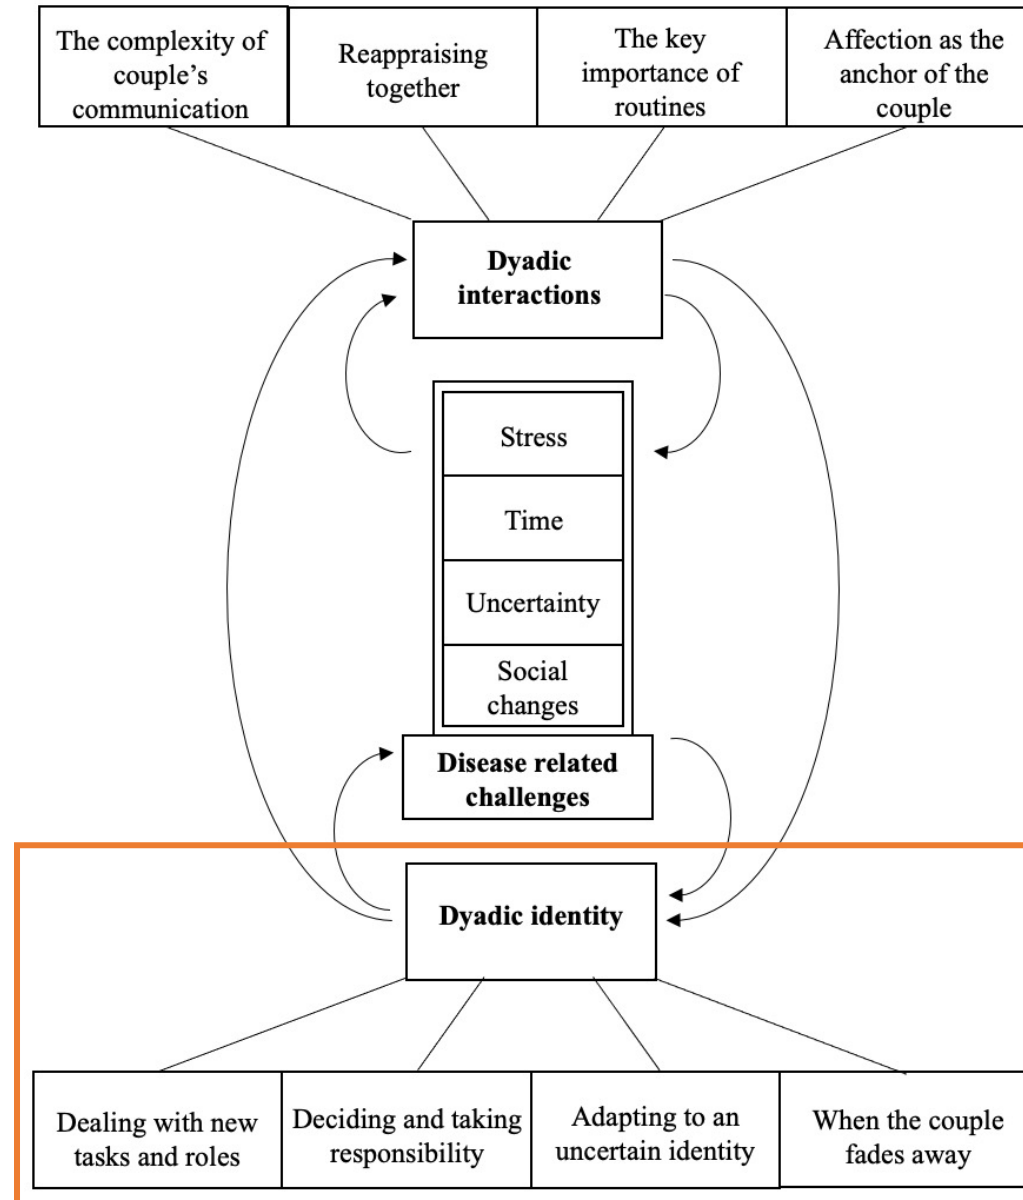 The complexity of
couple’s
communication
Reappraising
together
The key
importance of
routines
Affection as the
anchor of the
couple
Dyadic
interactions
Stress
Time
Uncertainty
Social
changes
Disease related
challenges
Dyadic identity
Dealing with new
tasks and roles
Deciding and taking
responsibility
Adapting to an
uncertain identity
When the couple
fades away